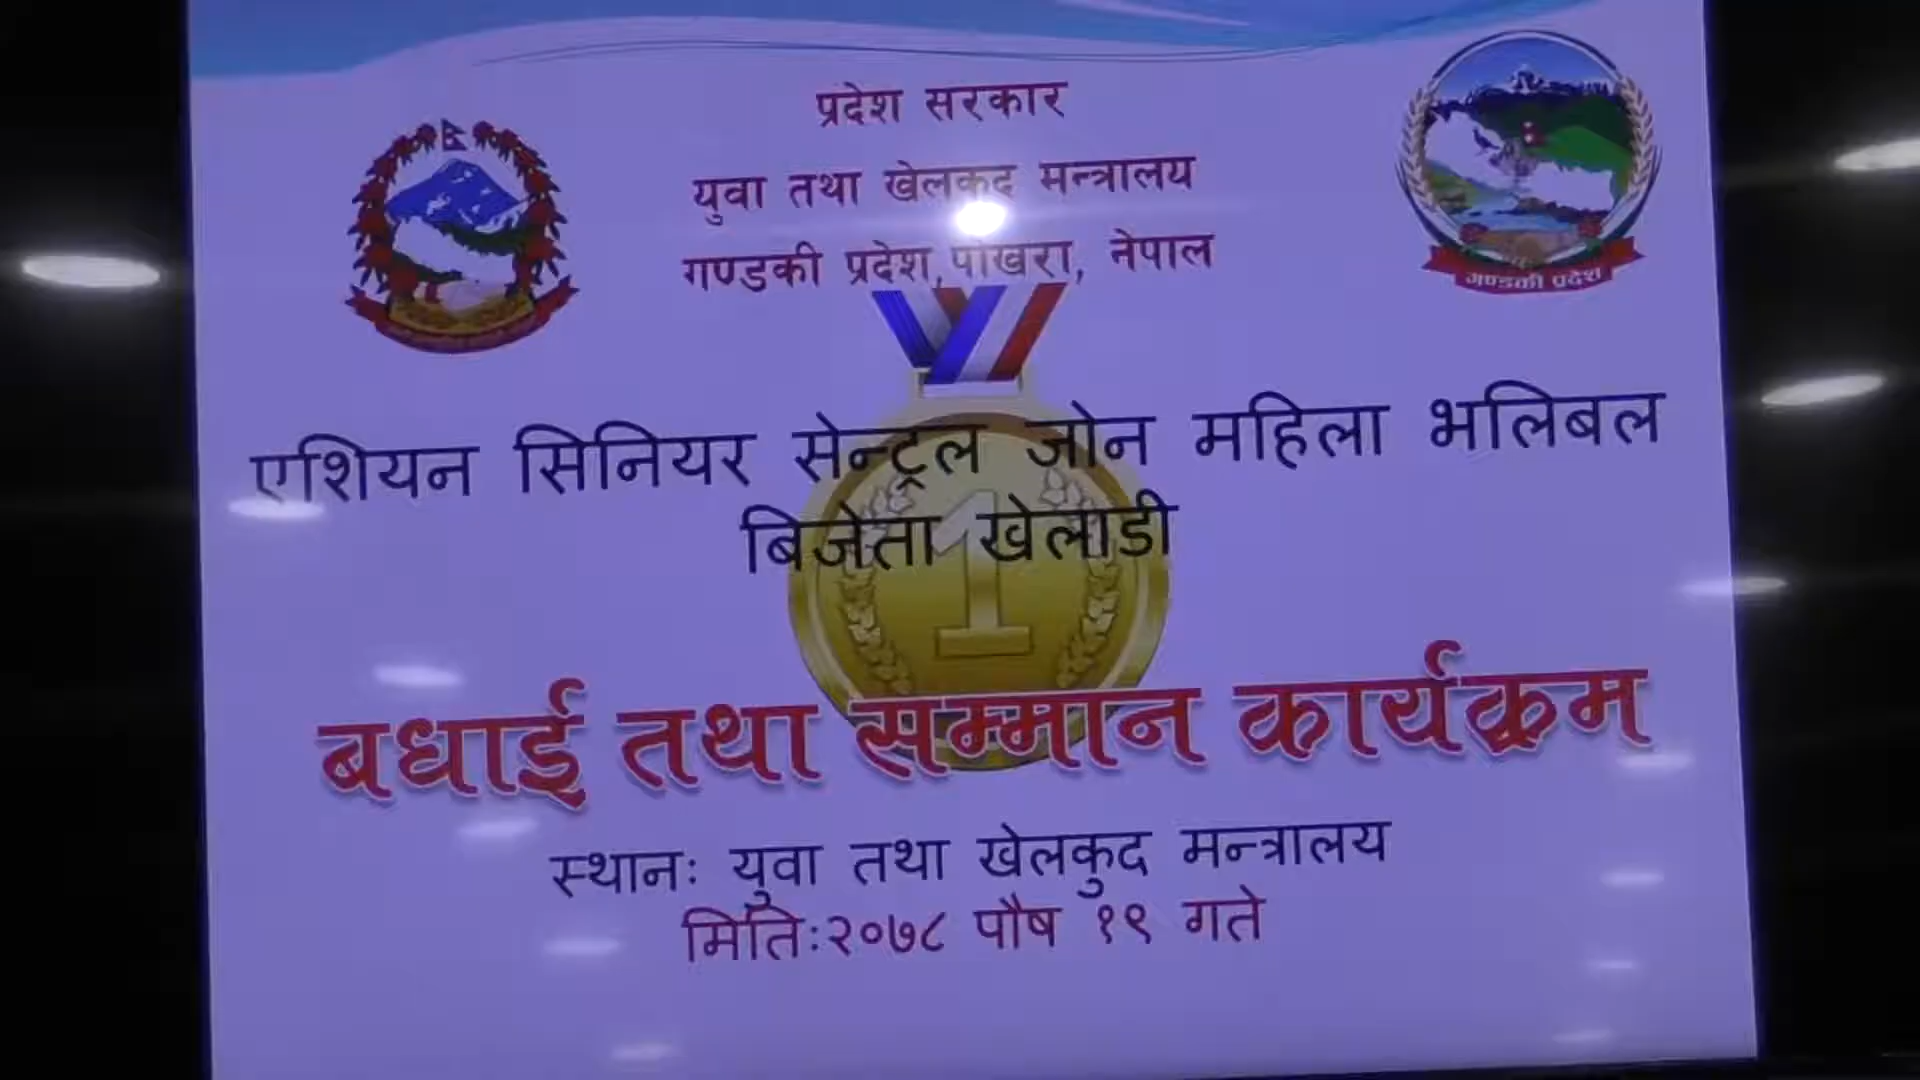 प्रदेश सरकार
युवा तथा खेलकुद मन्त्रालय
गण्डकी प्रदेश, पोखरा, नेपाल
गण्डकी प्रदेश
एशियन सिनियर सेन्ट्रल जोन महिला भलिबल
बिजेता खेलाडी
बधाई तथा सम्मान कार्यक्रम
स्थानः युवा तथा खेलकुद मन्त्रालय
मितिः२०७८ पौष १९ गते